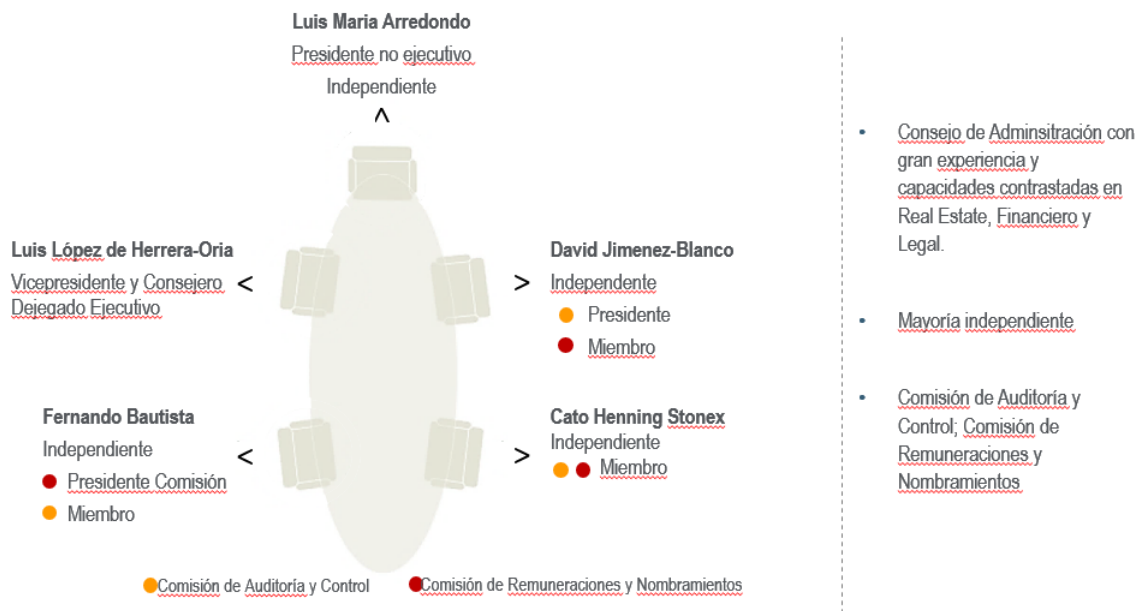 Luis Maria Arredondo
Presidente no ejecutivo
Independiente
^
Luis López de Herrera-Oria
Vicepresidente y Consejero
Dejegado Ejecutivo
<
David Jimenez-Blanco
Independente
Presidente
Miembro
>
Fernando Bautista
Independiente
Presidente Comisión
Miembro
<
Cato Henning Stonex
Independiente
Miembro
>
Comisión de Auditoría y Control
Comisión de Remuneraciones y Nombramientos
• Consejo de Adminsitración con
gran experiencia y
capacidades contrastadas en
Real Estate, Financiero y
Legal.
• Mayoría independiente
• Comisión de Auditoría y
Control; Comisión de
Remuneraciones y
Nombramientos